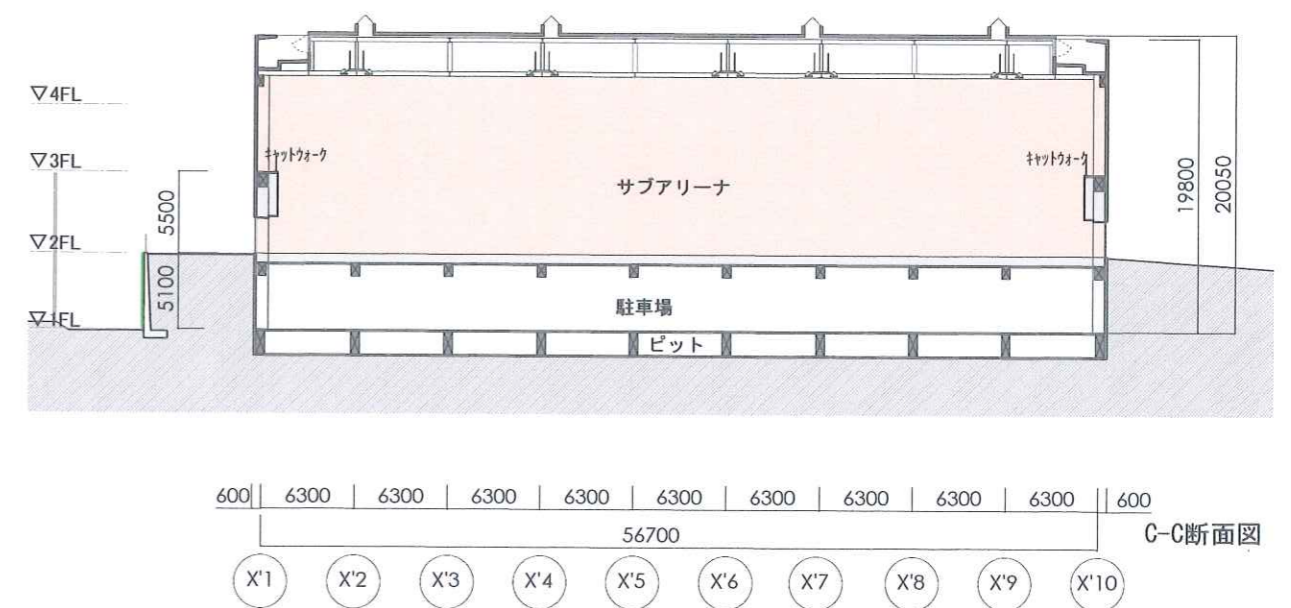 ▽4FL
▽3FL
キャットウォーク
キャットウォーク
サブアリーナ
5500
19800
20050
▽2FL
5100
駐車場
▽1FL
ピット
600 6300 6300 6300 6300 6300 6300 6300 6300 6300 600
56700
C-C断面図
X'1 X'2 X'3 X'4 X'5 X'6 X'7 X'8 X'9 X'10